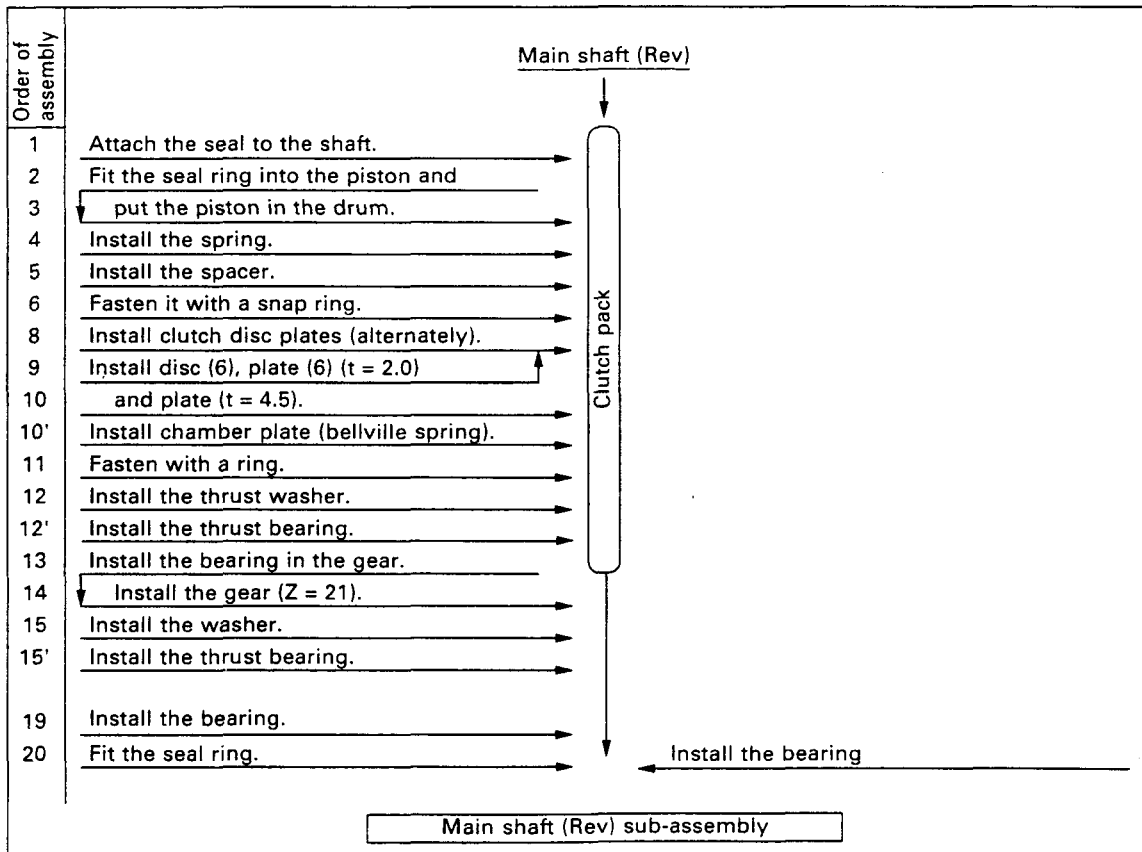 Order of
assembly
Main shaft (Rev)
1 Attach the seal to the shaft.
2 Fit the seal ring into the piston and
3 put the piston in the drum.
4 Install the spring.
5 Install the spacer.
6 Fasten it with a snap ring.
8 Install clutch disc plates (alternately).
9 Install disc (6), plate (6) (t = 2.0)
10 and plate (t = 4.5).
10' Install chamber plate (bellville spring).
11 Fasten with a ring.
12 Install the thrust washer.
12' Install the thrust bearing.
13 Install the bearing in the gear.
14 Install the gear (Z = 21).
15 Install the washer.
15' Install the thrust bearing.
19 Install the bearing.
20 Fit the seal ring.
Clutch pack
Install the bearing
Main shaft (Rev) sub-assembly